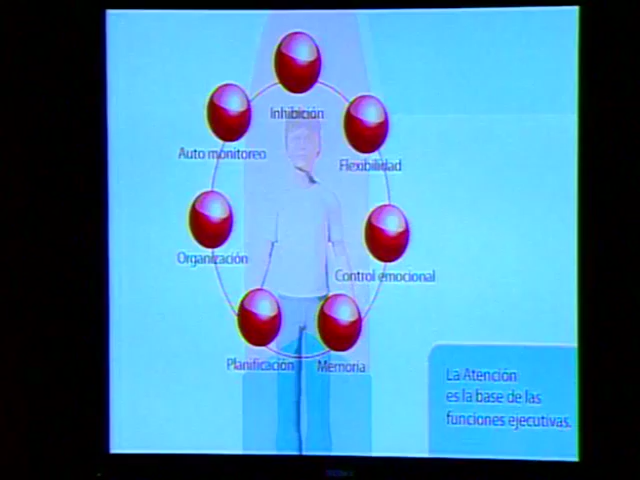 Inhibición
Auto monitoreo
Flexibilidad
Organización
Control emocional
Planificación
Memoria
La Atención
es la base de las
funciones ejecutivas.